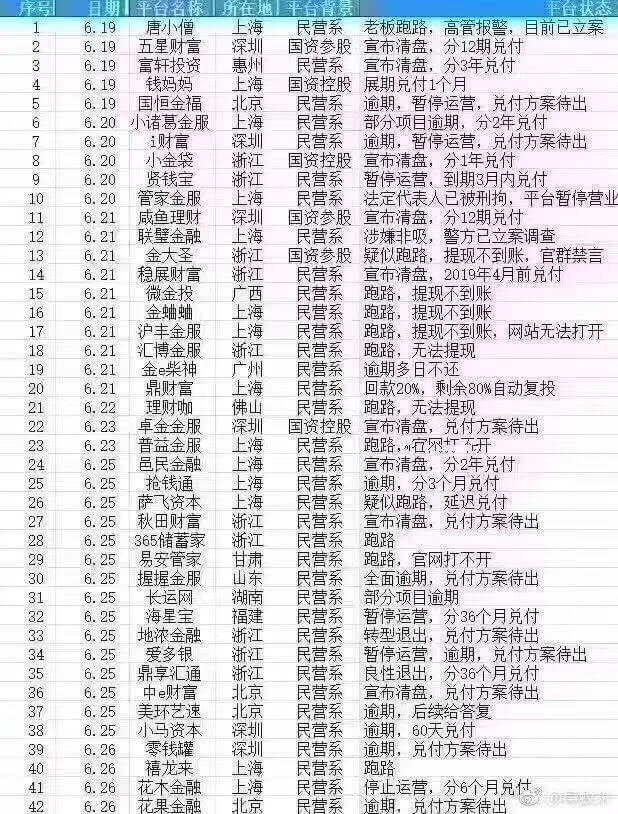 序号 日期 平台名称 所在地 平台背景 平台状态
1 6.19 唐小僧 上海 民营系 老板跑路，高管报警，目前已立案
2 6.19 五星财富 深圳 国资参股 宣布清盘，分12期兑付
3 6.19 富轩投资 惠州 民营系 宣布清盘，分3年兑付
4 6.19 钱妈妈 上海 国资控股 展期兑付1个月
5 6.19 国恒金福 北京 民营系 逾期，暂停运营，兑付方案待出
6 6.20 小诸葛金服 上海 民营系 部分项目逾期，分2年兑付
7 6.20 i财富 深圳 民营系 逾期，暂停运营，兑付方案待出
8 6.20 小金袋 浙江 国资控股 宣布清盘，分1年兑付
9 6.20 贤钱宝 浙江 民营系 暂停运营，到期3月内兑付
10 6.20 管家金服 上海 民营系 法定代表人已被刑拘，平台暂停营业
11 6.21 咸鱼理财 深圳 国资参股 宣布清盘，分12期兑付
12 6.21 联璧金融 上海 民营系 涉嫌非吸，警方已立案调查
13 6.21 金大圣 浙江 国资参股 疑似跑路，提现不到账，官群禁言
14 6.21 稳展财富 浙江 民营系 宣布清盘，2019年4月前兑付
15 6.21 微金投 广西 民营系 跑路，提现不到账
16 6.21 金蛐蛐 上海 民营系 跑路，提现不到账
17 6.21 沪丰金服 上海 民营系 跑路，提现不到账，网站无法打开
18 6.21 汇博金服 浙江 民营系 跑路，无法提现
19 6.21 金e柴神 广州 民营系 逾期多日不还
20 6.21 鼎财富 上海 民营系 回款20%，剩余80%自动复投
21 6.22 理财咖 佛山 民营系 跑路，无法提现
22 6.23 卓金金服 深圳 国资控股 宣布清盘，兑付方案待出
23 6.23 普益金服 上海 民营系 跑路，官网打不开
24 6.25 邑民金融 上海 民营系 宣布清盘，分2年兑付
25 6.25 抢钱通 上海 民营系 逾期，分3个月兑付
26 6.25 萨飞资本 上海 民营系 疑似跑路，延迟兑付
27 6.25 秋田财富 浙江 民营系 宣布清盘，兑付方案待出
28 6.25 365储蓄家 浙江 民营系 跑路
29 6.25 易安管家 甘肃 民营系 跑路，官网打不开
30 6.25 握握金服 山东 民营系 全面逾期，兑付方案待出
31 6.25 长运网 湖南 民营系 部分项目逾期
32 6.25 海星宝 福建 民营系 暂停运营，分36个月兑付
33 6.25 地浓金融 浙江 民营系 转型退出，兑付方案待出
34 6.25 爱多银 浙江 民营系 暂停运营，逾期，兑付方案待出
35 6.25 鼎享汇通 浙江 民营系 良性退出，分36个月兑付
36 6.25 中e财富 北京 民营系 宣布清盘，兑付方案待出
37 6.25 美环艺速 北京 民营系 逾期，后续给答复
38 6.25 小马资本 深圳 民营系 逾期，60天兑付
39 6.26 零钱罐 深圳 民营系 逾期，兑付方案待出
40 6.26 禧龙来 上海 民营系 跑路
41 6.26 花木金融 上海 民营系 停止运营，分6个月兑付
42 6.26 花果金融 北京 民营系 逾期，兑付方案待出